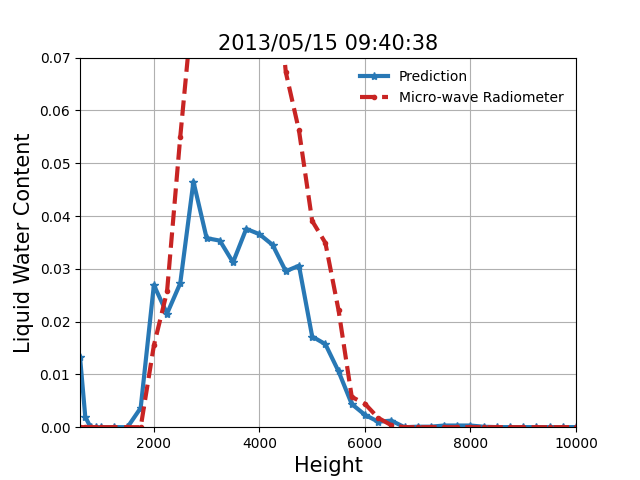 2013/05/15 09:40:38
Prediction
Micro-wave Radiometer
Liquid Water Content
0.07
0.06
0.05
0.04
0.03
0.02
0.01
0.00
2000 4000 6000 8000 10000
Height